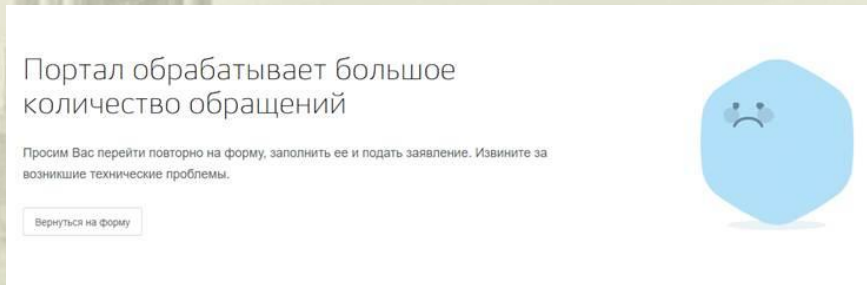 Портал обрабатывает большое
количество обращений
Просим Вас перейти повторно на форму, заполнить ее и подать заявление. Извините за
возникшие технические проблемы.
Вернуться на форму